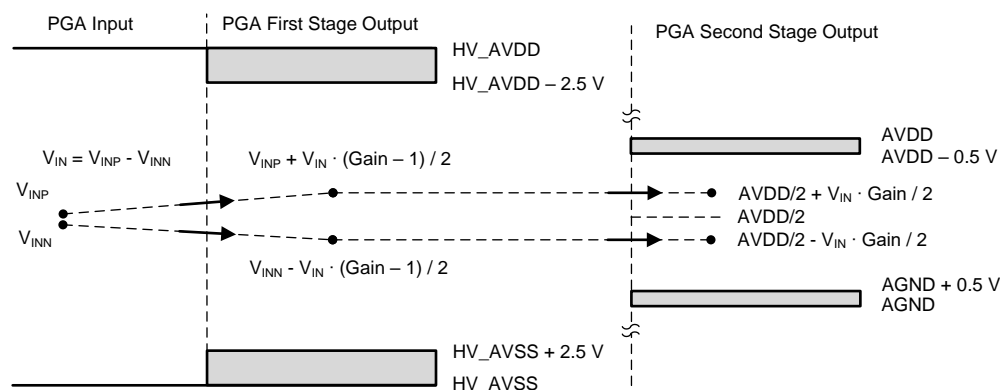 PGA Input
PGA First Stage Output
PGA Second Stage Output
HV_AVDD
HV_AVDD – 2.5 V
AVDD
AVDD – 0.5 V
V_IN = V_INP - V_INN
V_INP + V_IN · (Gain – 1) / 2
V_INP
AVDD/2 + V_IN · Gain / 2
AVDD/2
V_INN
AVDD/2 - V_IN · Gain / 2
V_INN - V_IN · (Gain – 1) / 2
AGND + 0.5 V
AGND
HV_AVSS + 2.5 V
HV_AVSS